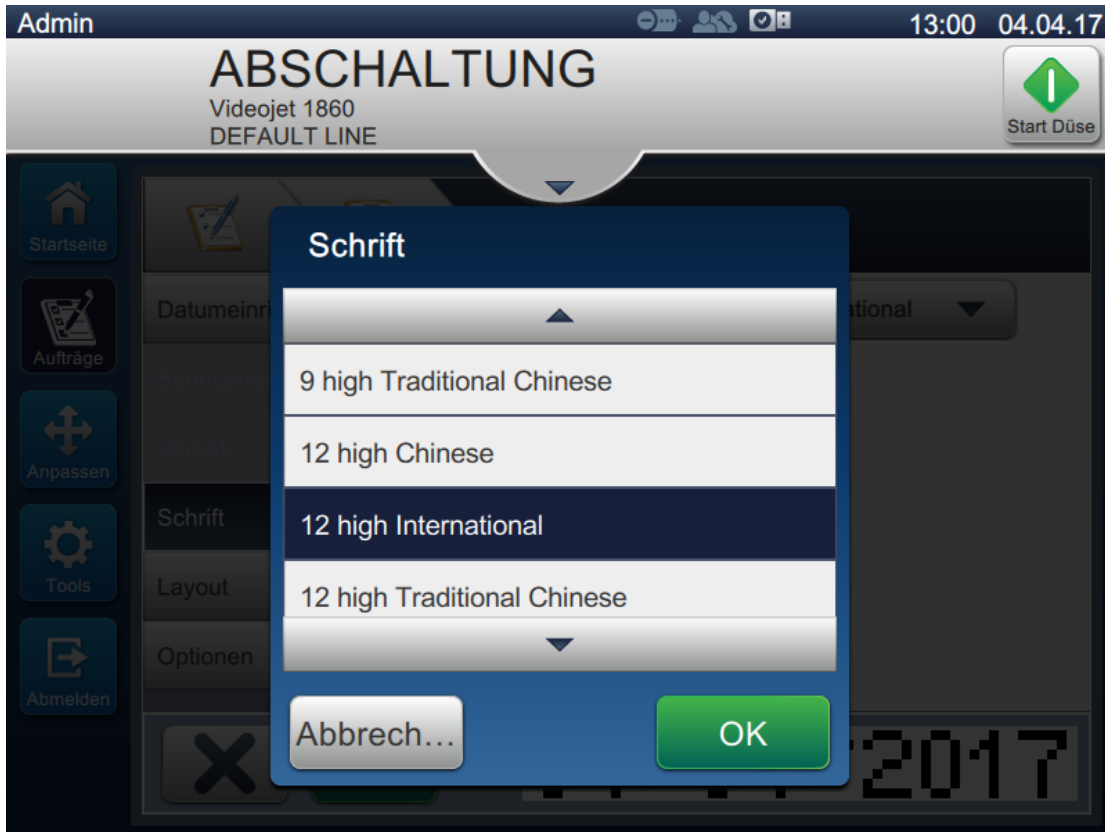 Admin
13:00 04.04.17
ABSCHALTUNG
Videojet 1860
DEFAULT LINE
Start Düse
Startseite
Aufträge
Anpassen
Tools
Abmelden
Datumeinri
ational
Versatz
Schrift
Layout
Optionen
Schrift
9 high Traditional Chinese
12 high Chinese
12 high International
12 high Traditional Chinese
Abbrech...
OK
2017